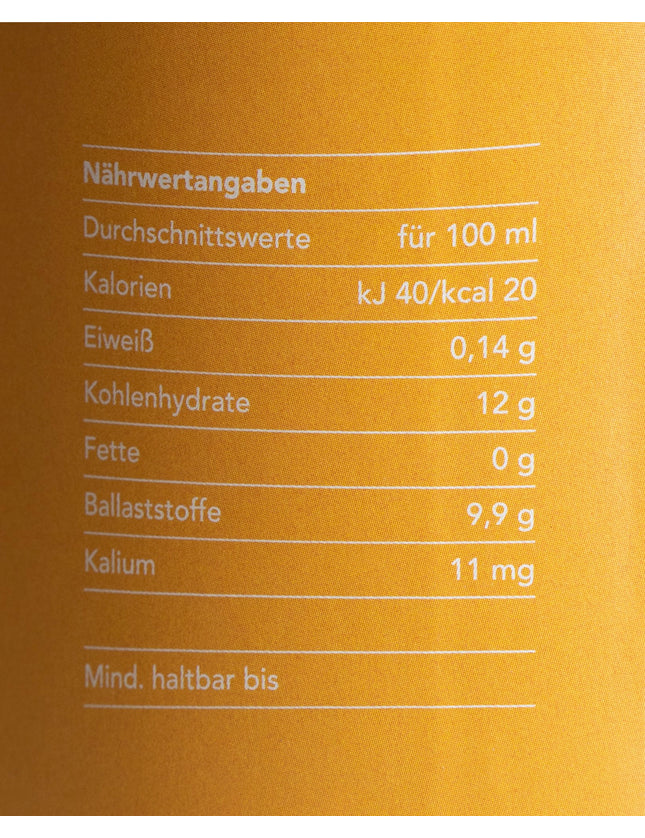 Nährwertangaben
Durchschnittswerte für 100 ml
Kalorien kJ 40/kcal 20
Eiweiß 0,14 g
Kohlenhydrate 12 g
Fette 0 g
Ballaststoffe 9,9 g
Kalium 11 mg
Mind. haltbar bis